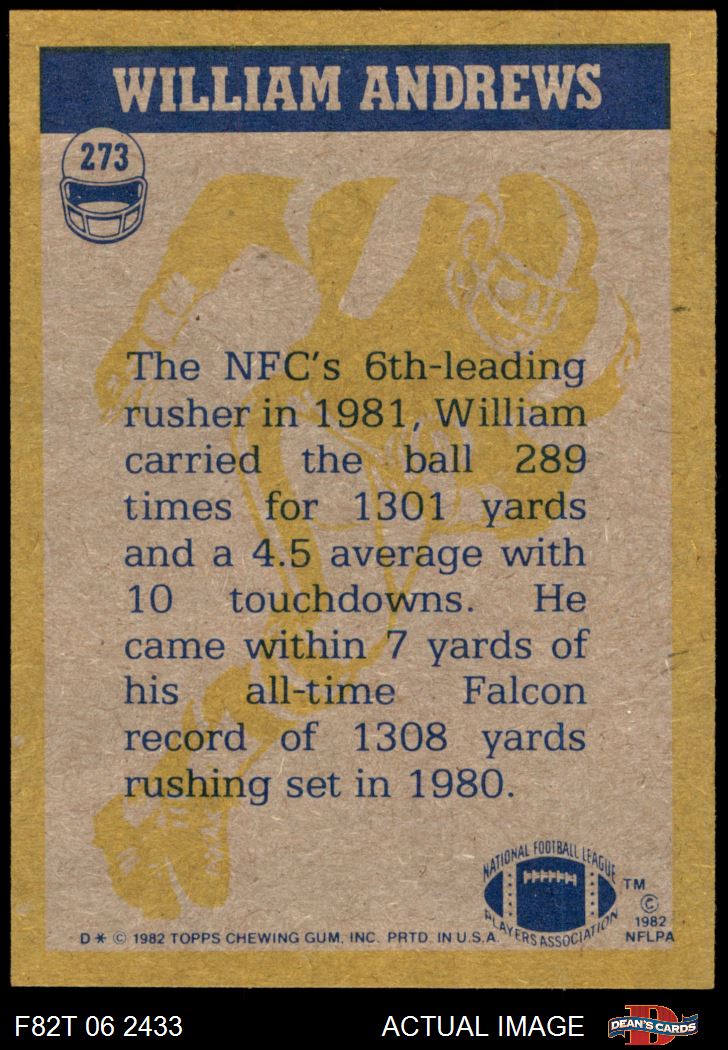 WILLIAM ANDREWS
273
The NFC's 6th-leading
rusher in 1981, William
carried the ball 289
times for 1301 yards
and a 4.5 average with
10 touchdowns. He
came within 7 yards of
his all-time Falcon
record of 1308 yards
rushing set in 1980.
NATIONAL FOOTBALL LEAGUE
PLAYERS ASSOCIATION
TM
©
1982
NFLPA
D * © 1982 TOPPS CHEWING GUM, INC. PRTD. IN U.S.A.
F82T 06 2433 ACTUAL IMAGE
D
DEAN'S CARDS